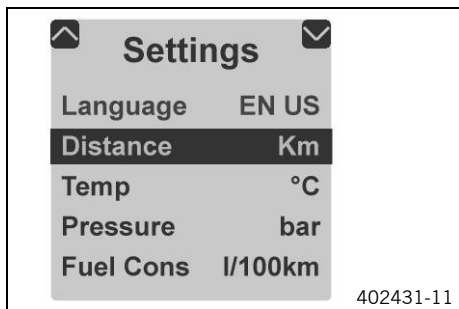 Settings
Language EN US
Distance Km
Temp °C
Pressure bar
Fuel Cons l/100km
402431-11